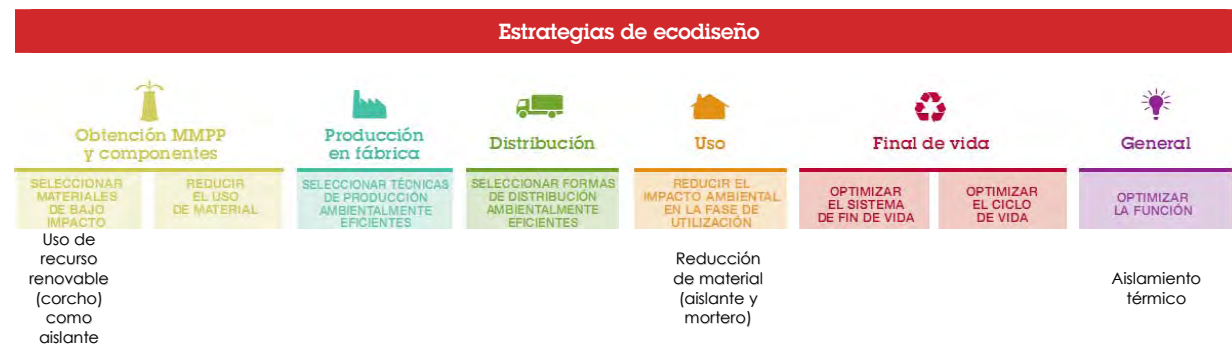 Estrategias de ecodiseño
Obtención MMPP
y componentes
Producción
en fábrica
Distribución
Uso
Final de vida
General
SELECCIONAR
MATERIALES
DE BAJO
IMPACTO
REDUCIR
EL USO
DE MATERIAL
SELECCIONAR TÉCNICAS
DE PRODUCCIÓN
AMBIENTALMENTE
EFICIENTES
SELECCIONAR FORMAS
DE DISTRIBUCIÓN
AMBIENTALMENTE
EFICIENTES
REDUCIR EL
IMPACTO AMBIENTAL
EN LA FASE DE
UTILIZACIÓN
OPTIMIZAR
EL SISTEMA
DE FIN DE VIDA
OPTIMIZAR
EL CICLO
DE VIDA
OPTIMIZAR
LA FUNCIÓN
Uso de
recurso
renovable
(corcho)
como
aislante
Reducción
de material
(aislante y
mortero)
Aislamiento
térmico